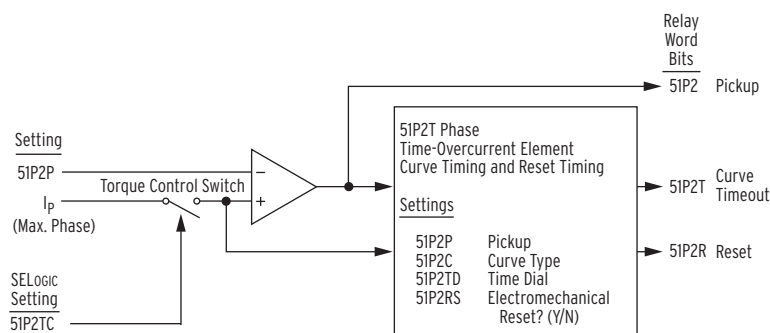 Relay
Word
Bits
51P2 Pickup
Setting
51P2P
Torque Control Switch
IP
(Max. Phase)
SELOGIC
Setting
51P2TC
−
+
51P2T Phase
Time-Overcurrent Element
Curve Timing and Reset Timing
Settings
51P2P Pickup
51P2C Curve Type
51P2TD Time Dial
51P2RS Electromechanical
Reset? (Y/N)
51P2T Curve
Timeout
51P2R Reset